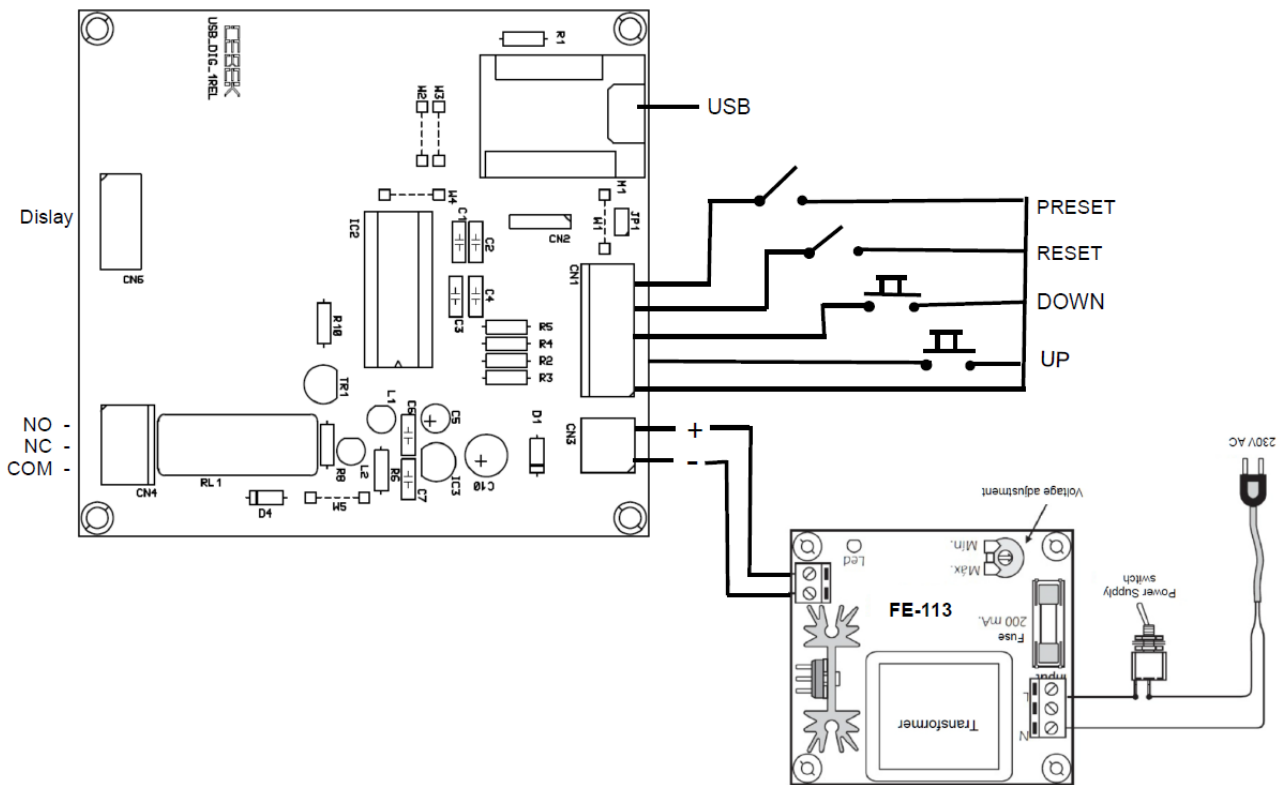 CEBEK
USB_DIG_1REL
R1
W2
W3
USB
M1
W4
JP1
W1
IC2
C1
C2
CN2
PRESET
Dislay
CN6
RESET
CN1
C3
C4
DOWN
R10
R5
R4
R2
R3
UP
TR1
L1
C6
C5
D1
NO -
NC -
COM -
CN3
+
-
CN4
RL1
R8
L2
R6
C7
IC3
C10
D4
W5
230V AC
Voltage adjustment
Led
Mín.
Máx.
Power Supply
switch
FE-113
Fuse
200 mA.
Input
L
N
Transformer